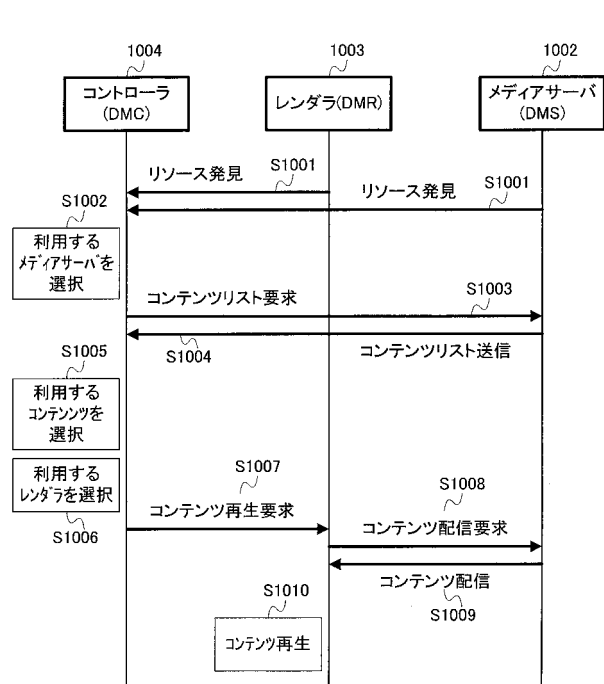 1004
1003
1002
コントローラ
(DMC)
レンダラ(DMR)
メディアサーバ
(DMS)
リソース発見
S1001
リソース発見
S1001
S1002
利用する
メディアサーバを
選択
コンテンツリスト要求
S1003
S1004
コンテンツリスト送信
S1005
利用する
コンテンンツを
選択
利用する
レンダラを選択
S1006
S1007
コンテンツ再生要求
S1008
コンテンツ配信要求
コンテンツ配信
S1009
S1010
コンテンツ再生